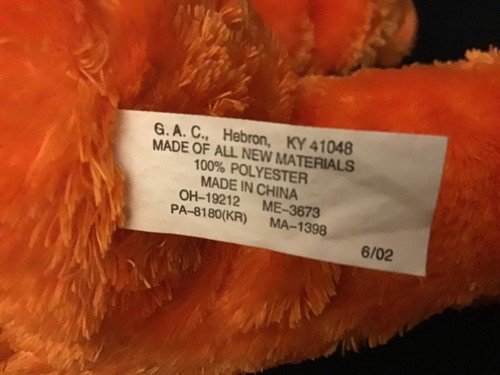 G. A. C., Hebron, KY 41048
MADE OF ALL NEW MATERIALS
100% POLYESTER
MADE IN CHINA
OH-19212 ME-3673
PA-8180(KR) MA-1398
6/02